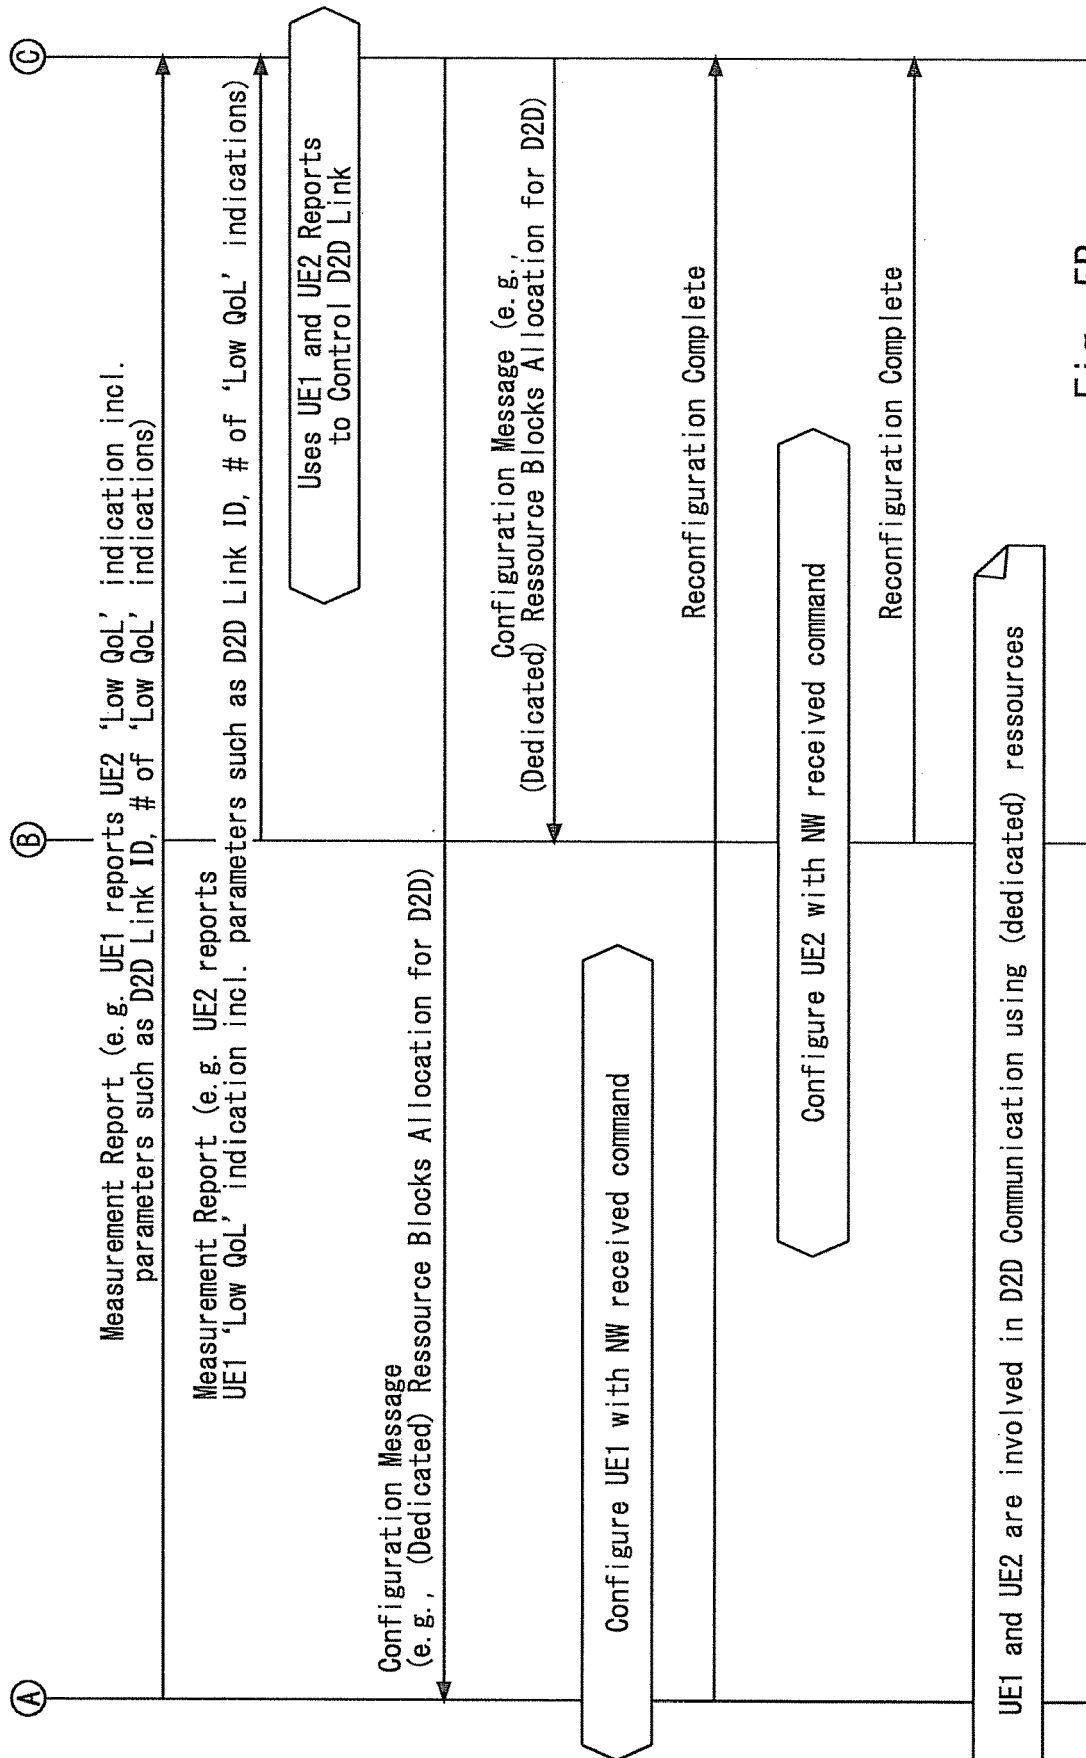 A
B
C
Measurement Report (e.g. UE1 reports UE2 ‘Low QoL’ indication incl.
parameters such as D2D Link ID, # of ‘Low QoL’ indications)
Measurement Report (e.g. UE2 reports
UE1 ‘Low QoL’ indication incl. parameters such as D2D Link ID, # of ‘Low QoL’ indications)
Uses UE1 and UE2 Reports
to Control D2D Link
Configuration Message
(e.g., (Dedicated) Ressource Blocks Allocation for D2D)
Configuration Message (e.g.,
(Dedicated) Ressource Blocks Allocation for D2D)
Configure UE1 with NW received command
Reconfiguration Complete
Configure UE2 with NW received command
Reconfiguration Complete
UE1 and UE2 are involved in D2D Communication using (dedicated) ressources